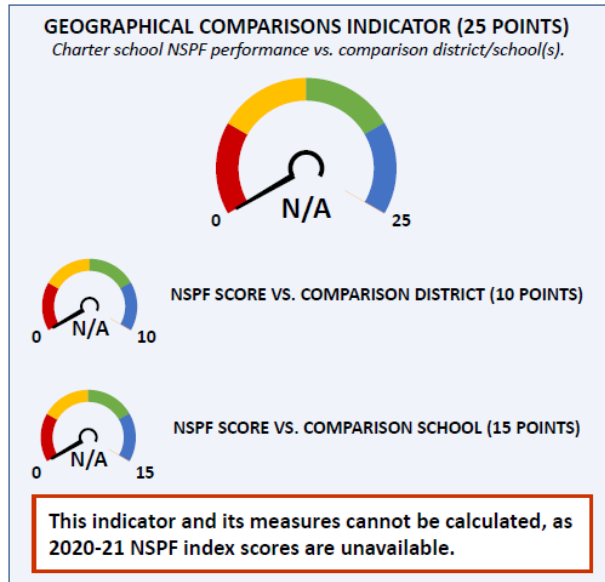 GEOGRAPHICAL COMPARISONS INDICATOR (25 POINTS)
Charter school NSPF performance vs. comparison district/school(s).
N/A
0
25
NSPF SCORE VS. COMPARISON DISTRICT (10 POINTS)
N/A
0
10
NSPF SCORE VS. COMPARISON SCHOOL (15 POINTS)
N/A
0
15
This indicator and its measures cannot be calculated, as
2020-21 NSPF index scores are unavailable.